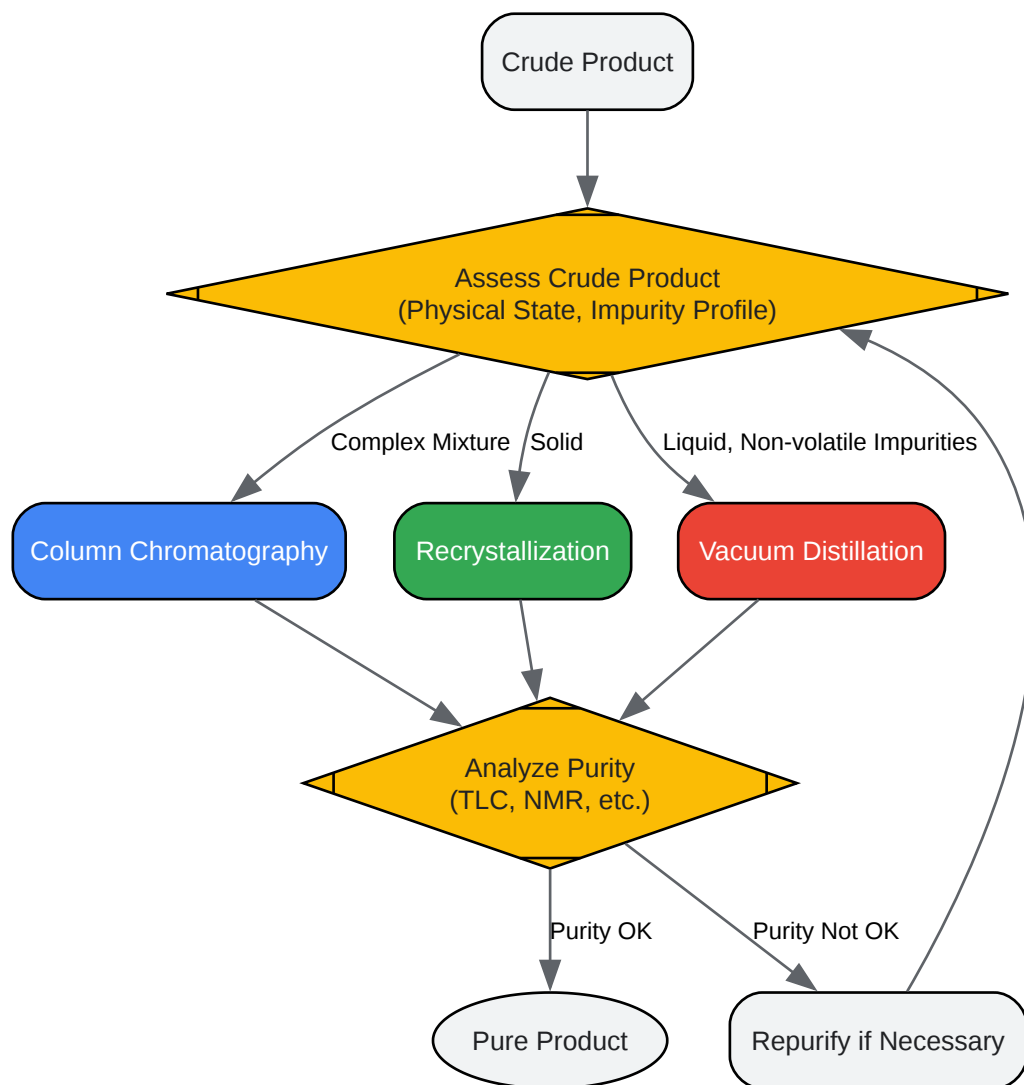 Crude Product
Assess Crude Product
(Physical State, Impurity Profile)
Complex Mixture
Solid
Liquid, Non-volatile Impurities
Column Chromatography
Recrystallization
Vacuum Distillation
Analyze Purity
(TLC, NMR, etc.)
Purity OK
Purity Not OK
Pure Product
Repurify if Necessary